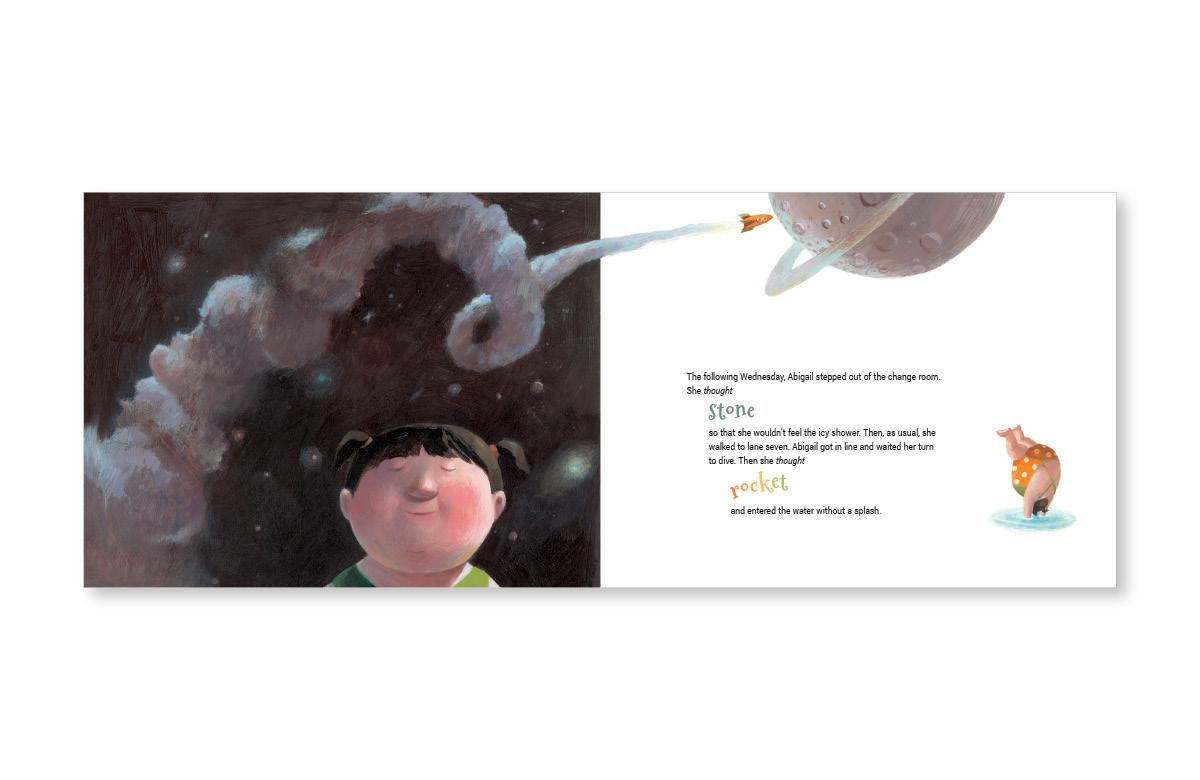 The following Wednesday, Abigail stepped out of the change room.
She thought
stone
so that she wouldn't feel the icy shower. Then, as usual, she
walked to lane seven. Abigail got in line and waited her turn
to dive. Then she thought
rocket
and entered the water without a splash.